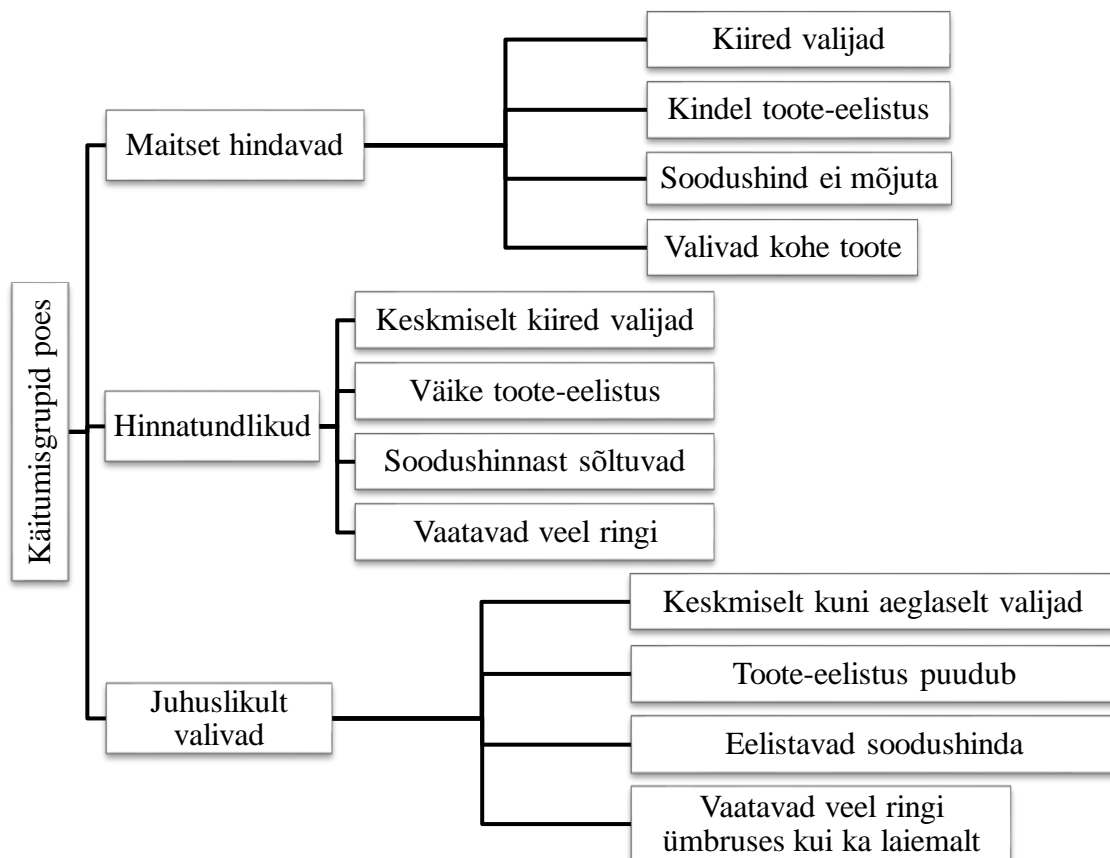 Käitumisgrupid poes
Maitset hindavad
Kiired valijad
Kindel toote-eelistus
Soodushind ei mõjuta
Valivad kohe toote
Hinnatundlikud
Keskmiselt kiired valijad
Väike toote-eelistus
Soodushinnast sõltuvad
Vaatavad veel ringi
Juhuslikult
valivad
Keskmiselt kuni aeglaselt valijad
Toote-eelistus puudub
Eelistavad soodushinda
Vaatavad veel ringi
ümbruses kui ka laiemalt